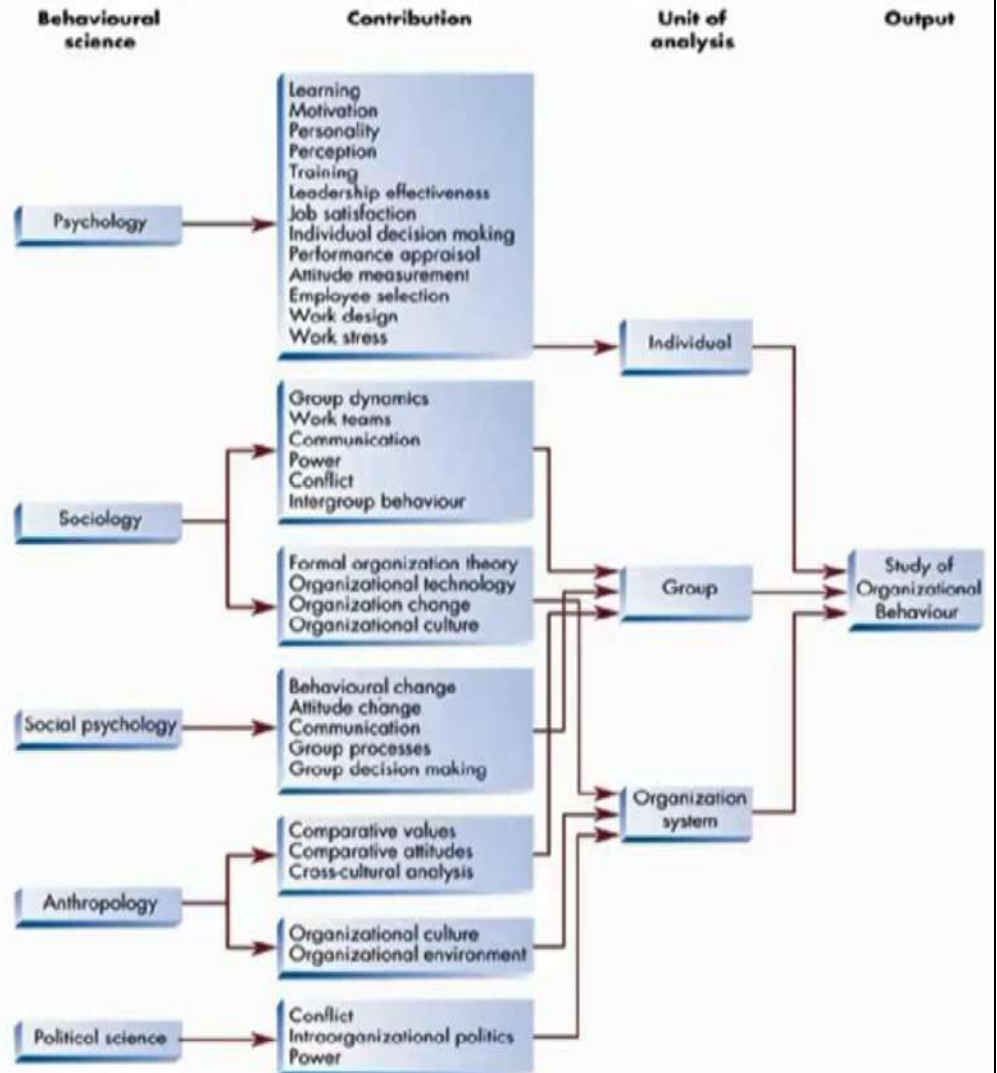 Behavioural
science
Contribution
Unit of
analysis
Output
Psychology
Learning
Motivation
Personality
Perception
Training
Leadership effectiveness
Job satisfaction
Individual decision making
Performance appraisal
Attitude measurement
Employee selection
Work design
Work stress
Individual
Sociology
Group dynamics
Work teams
Communication
Power
Conflict
Intergroup behaviour
Formal organization theory
Organizational technology
Organization change
Organizational culture
Group
Study of
Organizational
Behaviour
Social psychology
Behavioural change
Attitude change
Communication
Group processes
Group decision making
Organization
system
Anthropology
Comparative values
Comparative attitudes
Cross-cultural analysis
Organizational culture
Organizational environment
Political science
Conflict
Intraorganizational politics
Power